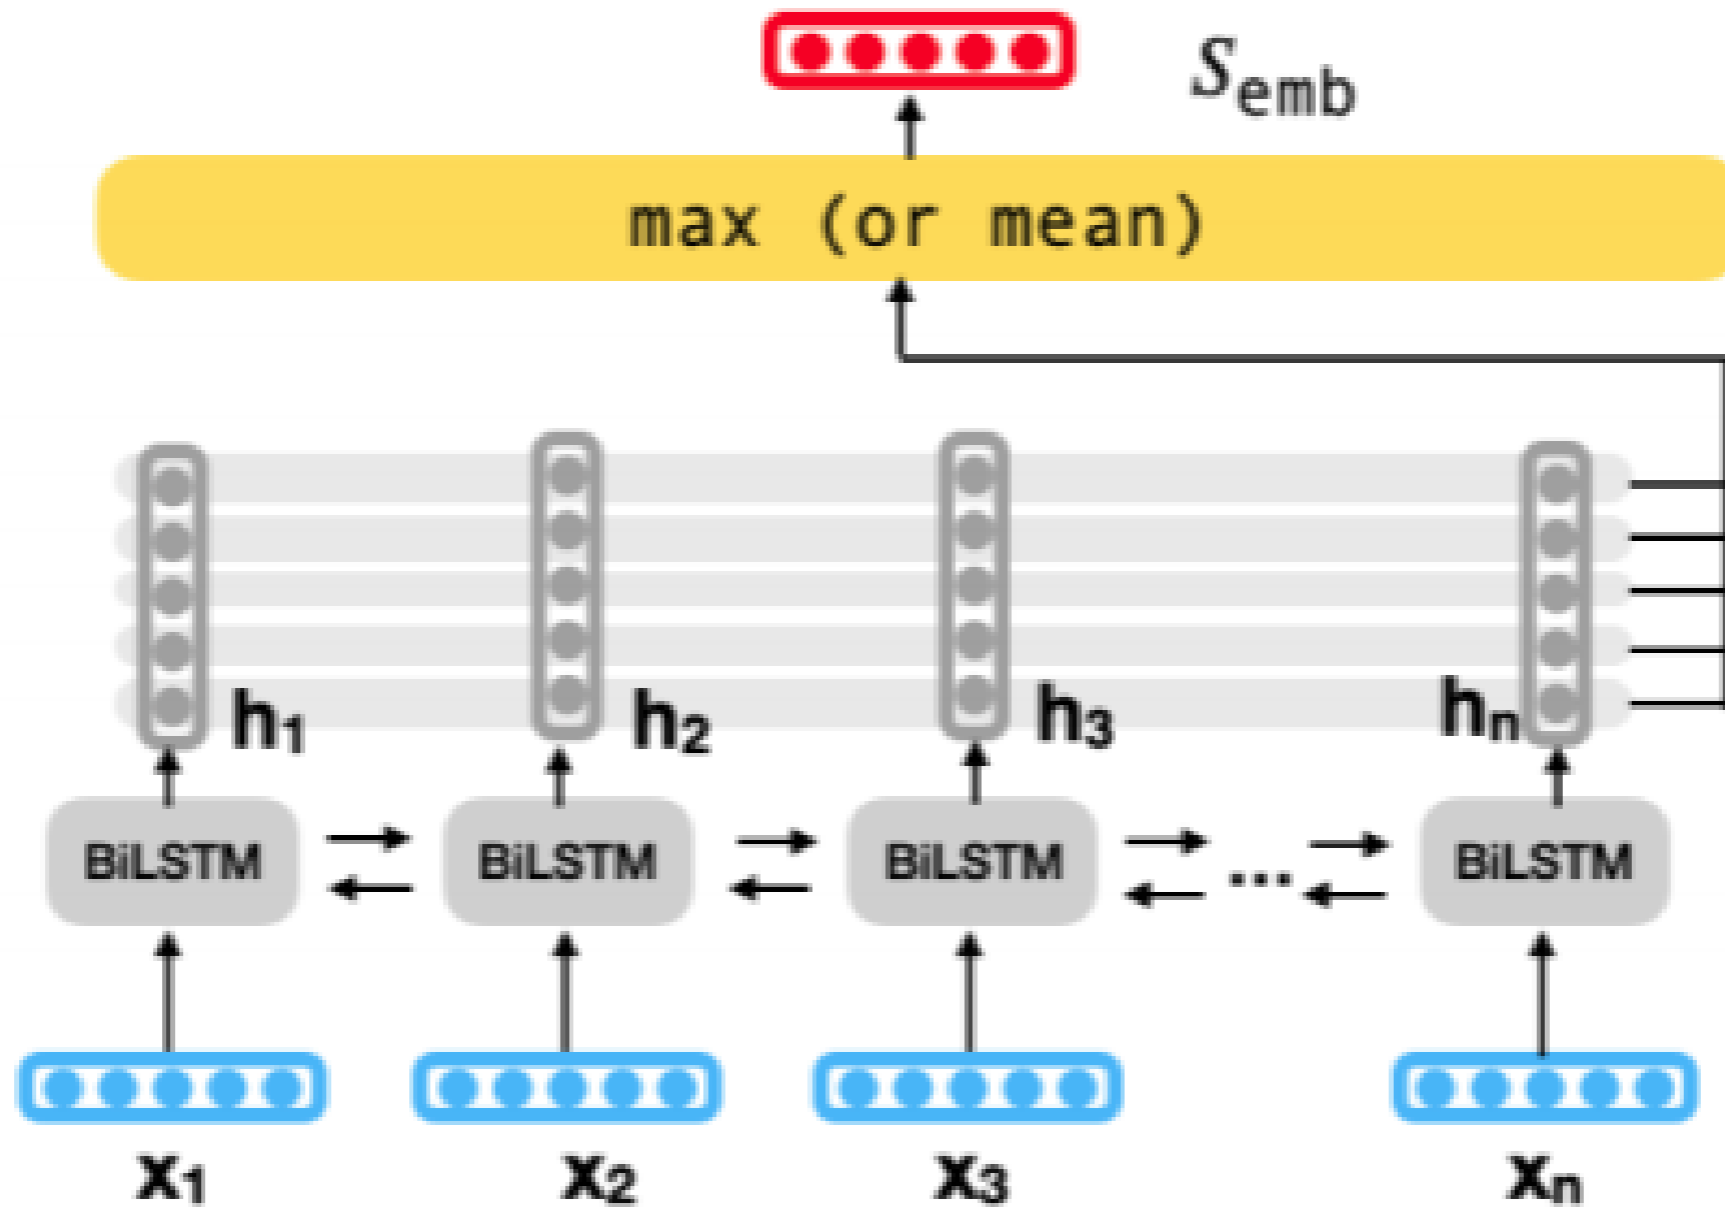 S_emb
max (or mean)
h₁ h₂ h₃ hₙ
BiLSTM BiLSTM BiLSTM ... BiLSTM
x₁ x₂ x₃ xₙ